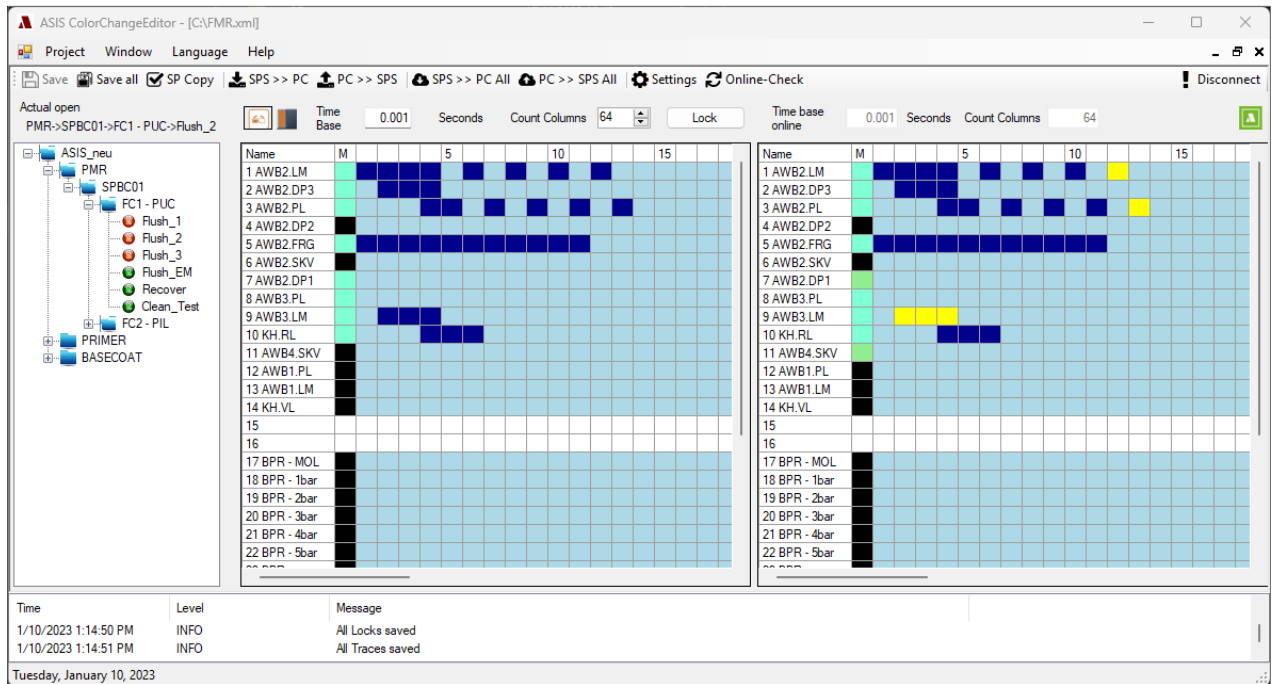 ASIS ColorChangeEditor - [C:\FMR.xml]
Project Window Language Help
Save Save all SP Copy SPS >> PC PC >> SPS SPS >> PC All PC >> SPS All Settings Online-Check Disconnect
Actual open
PMR->SPBC01->FC1 - PUC->Flush_2
Time Base 0.001 Seconds Count Columns 64 Lock
Time base online 0.001 Seconds Count Columns 64
ASIS_neu
PMR
SPBC01
FC1 - PUC
Flush_1
Flush_2
Flush_3
Flush_EM
Recover
Clean_Test
FC2 - PIL
PRIMER
BASECOAT
Name M 5 10 15
1 AWB2.LM
2 AWB2.DP3
3 AWB2.PL
4 AWB2.DP2
5 AWB2.FRG
6 AWB2.SKV
7 AWB2.DP1
8 AWB3.PL
9 AWB3.LM
10 KH.RL
11 AWB4.SKV
12 AWB1.PL
13 AWB1.LM
14 KH.VL
15
16
17 BPR - MOL
18 BPR - 1bar
19 BPR - 2bar
20 BPR - 3bar
21 BPR - 4bar
22 BPR - 5bar
Name M 5 10 15
1 AWB2.LM
2 AWB2.DP3
3 AWB2.PL
4 AWB2.DP2
5 AWB2.FRG
6 AWB2.SKV
7 AWB2.DP1
8 AWB3.PL
9 AWB3.LM
10 KH.RL
11 AWB4.SKV
12 AWB1.PL
13 AWB1.LM
14 KH.VL
15
16
17 BPR - MOL
18 BPR - 1bar
19 BPR - 2bar
20 BPR - 3bar
21 BPR - 4bar
22 BPR - 5bar
Time Level Message
1/10/2023 1:14:50 PM INFO All Locks saved
1/10/2023 1:14:51 PM INFO All Traces saved
Tuesday, January 10, 2023